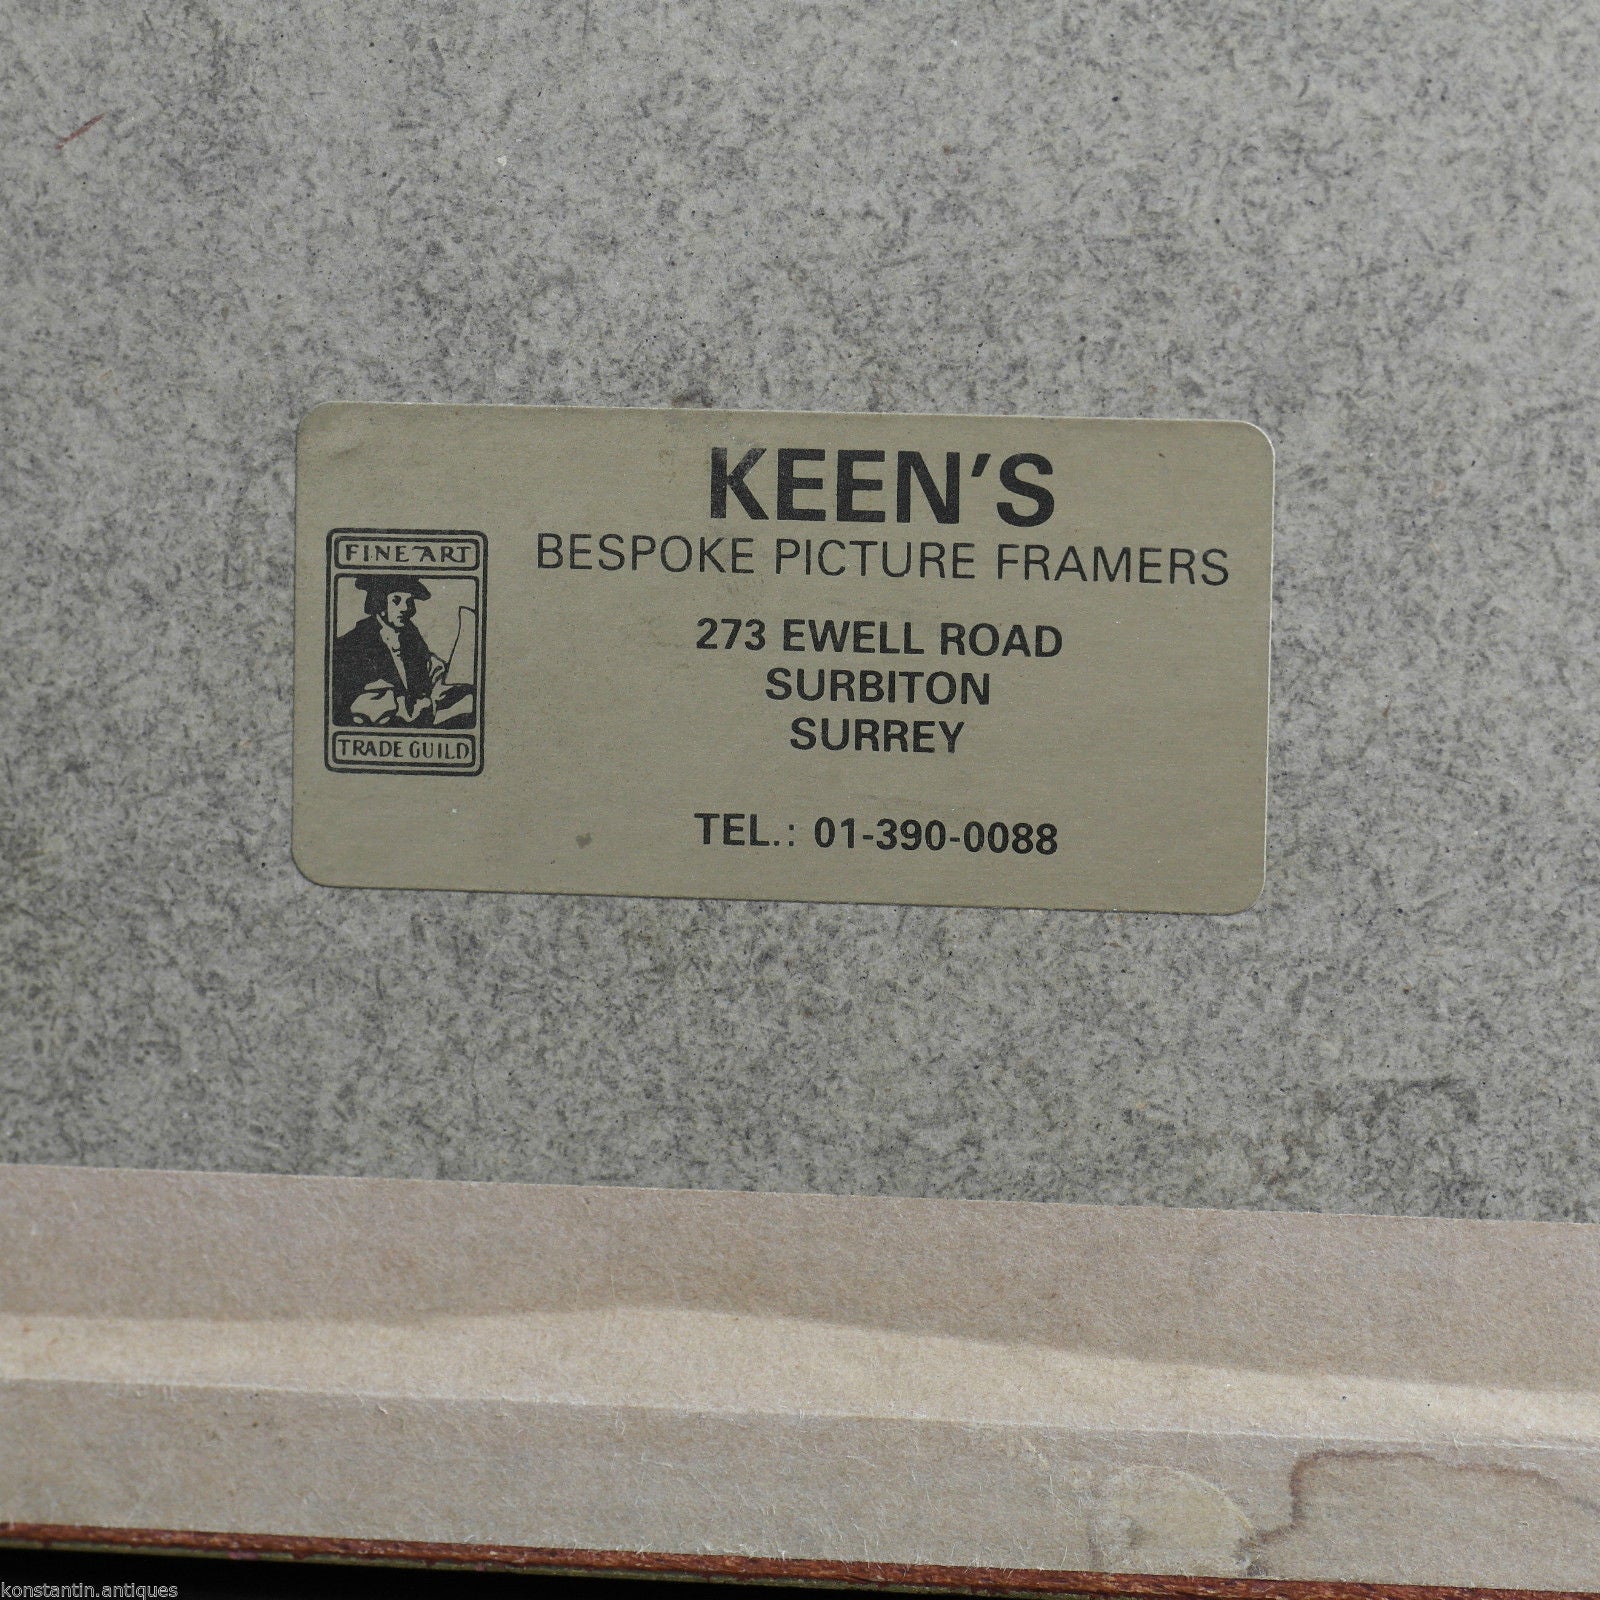 KEEN'S
BESPOKE PICTURE FRAMERS
273 EWELL ROAD
SURBITON
SURREY
TEL.: 01-390-0088
FINE ART
TRADE GUILD
konstantin.antiques